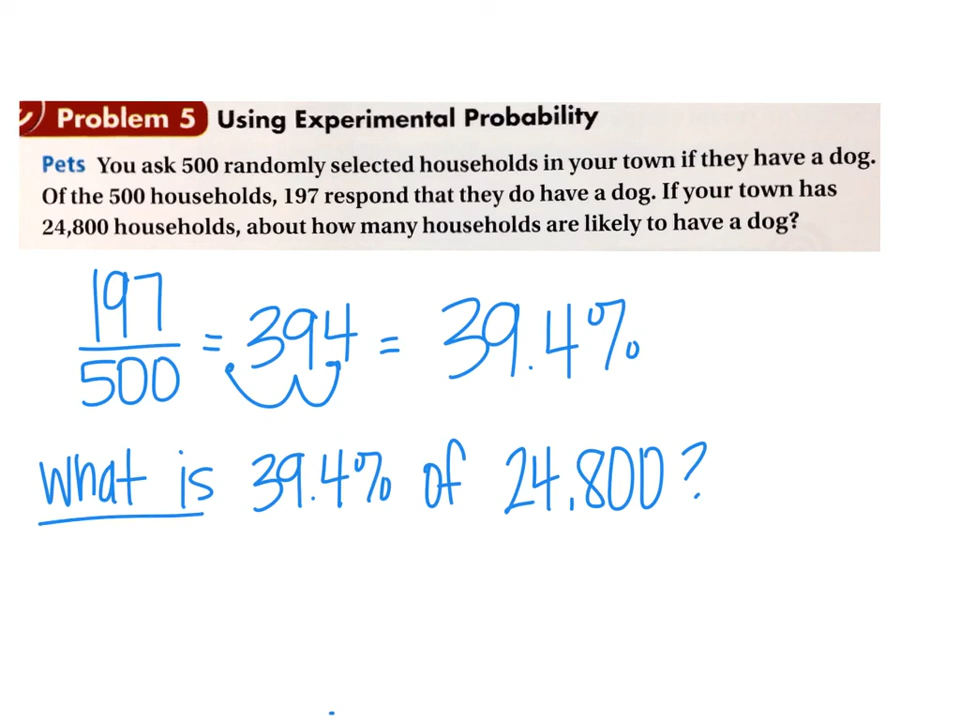 Problem 5 Using Experimental Probability
Pets You ask 500 randomly selected households in your town if they have a dog.
Of the 500 households, 197 respond that they do have a dog. If your town has
24,800 households, about how many households are likely to have a dog?
197
500
= .394 = 39.4%
What is 39.4% of 24,800?